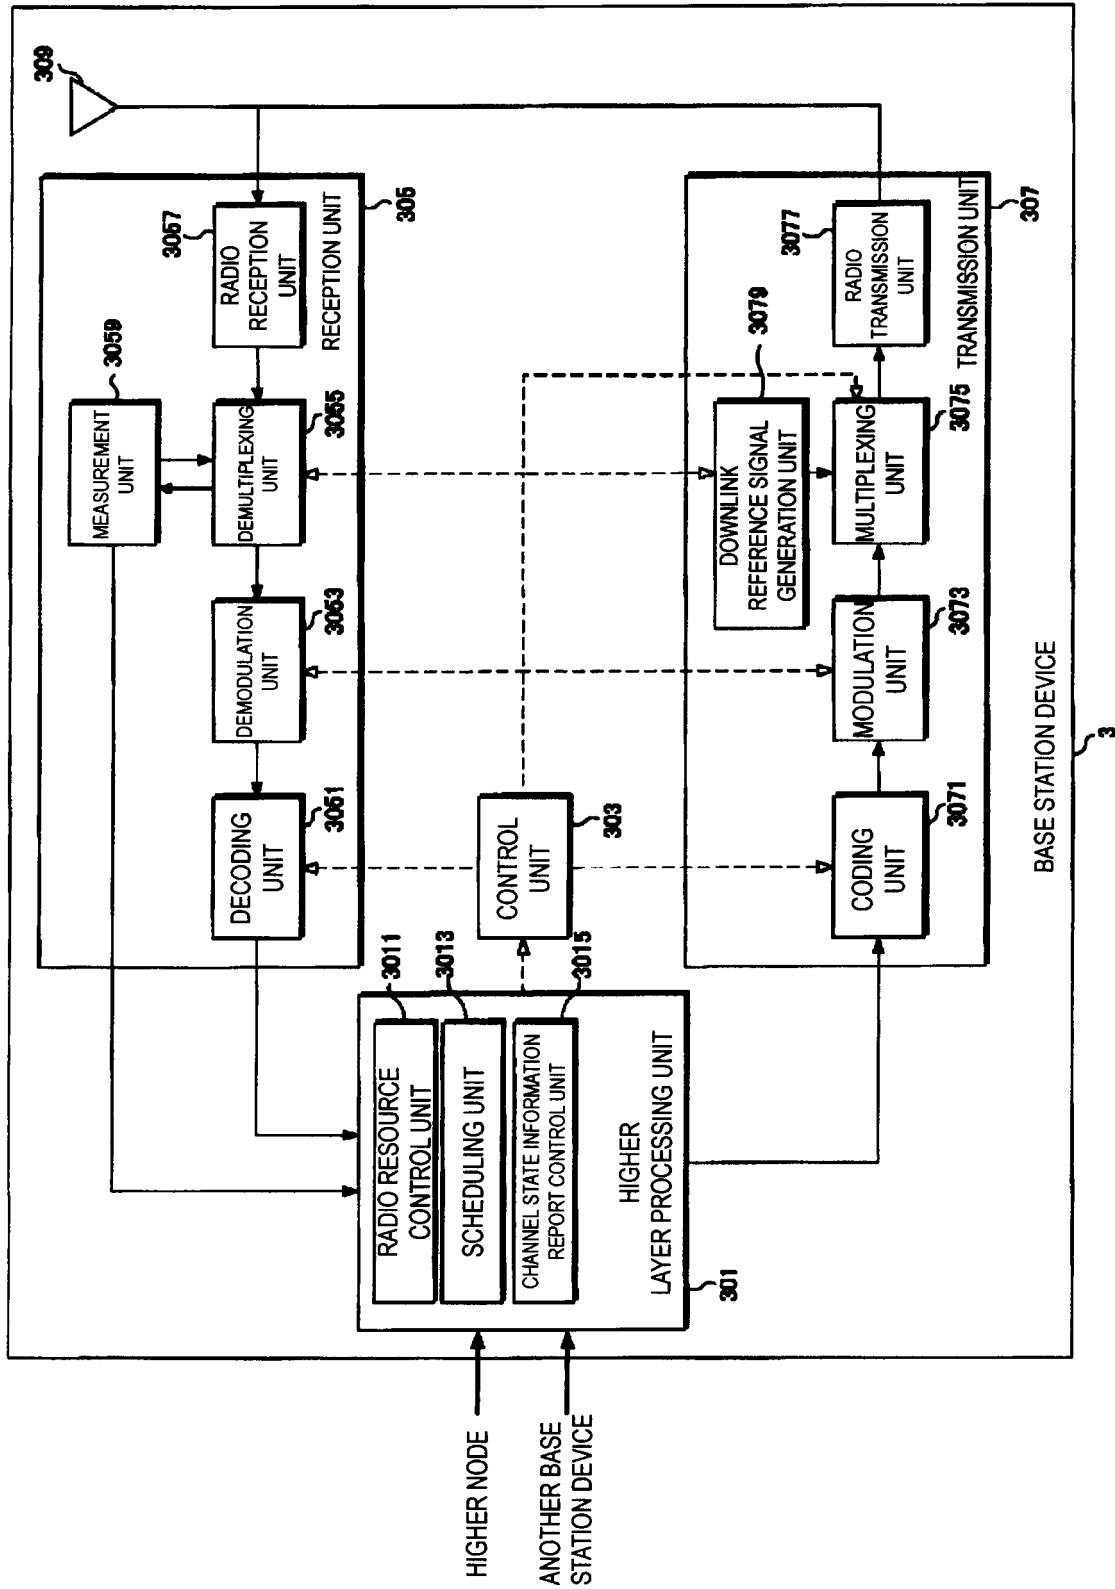 309
3057
RADIO
RECEPTION
UNIT
RECEPTION UNIT
305
3059
MEASUREMENT
UNIT
3055
DEMULTIPLEXING
UNIT
3053
DEMODULATION
UNIT
3051
DECODING
UNIT
303
CONTROL
UNIT
3011
RADIO RESOURCE
CONTROL UNIT
3013
SCHEDULING UNIT
3015
CHANNEL STATE INFORMATION
REPORT CONTROL UNIT
HIGHER
LAYER PROCESSING UNIT
301
HIGHER NODE
ANOTHER BASE
STATION DEVICE
3079
DOWNLINK
REFERENCE SIGNAL
GENERATION UNIT
3071
CODING
UNIT
3073
MODULATION
UNIT
3075
MULTIPLEXING
UNIT
3077
RADIO
TRANSMISSION
UNIT
TRANSMISSION UNIT
307
BASE STATION DEVICE
3